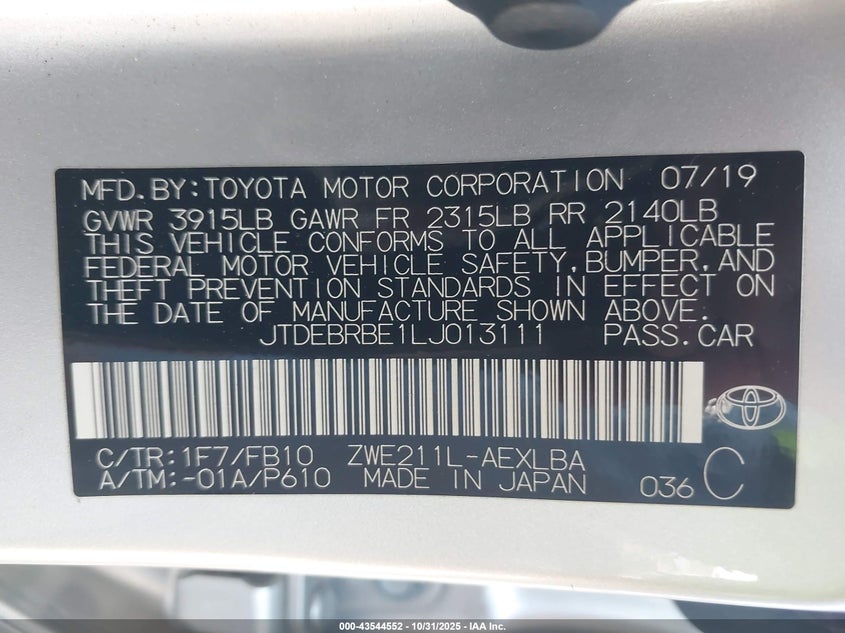 MFD.BY:TOYOTA MOTOR CORPORATION 07/19
GVWR 3915LB GAWR FR 2315LB RR 2140LB
THIS VEHICLE CONFORMS TO ALL APPLICABLE
FEDERAL MOTOR VEHICLE SAFETY,BUMPER,AND
THEFT PREVENTION STANDARDS IN EFFECT ON
THE DATE OF MANUFACTURE SHOWN ABOVE.
JTDEBRBE1LJ013111 PASS.CAR
C/TR:1F7/FB10 ZWE211L-AEXLBA
A/TM:-01A/P610 MADE IN JAPAN 036 C
000-43544552 - 10/31/2025 - IAA Inc.